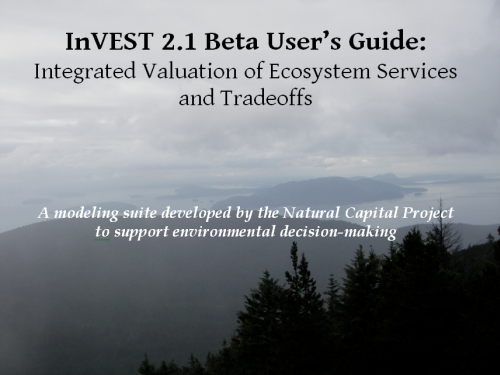 InVEST 2.1 Beta User's Guide:
Integrated Valuation of Ecosystem Services
and Tradeoffs
A modeling suite developed by the Natural Capital Project
to support environmental decision-making